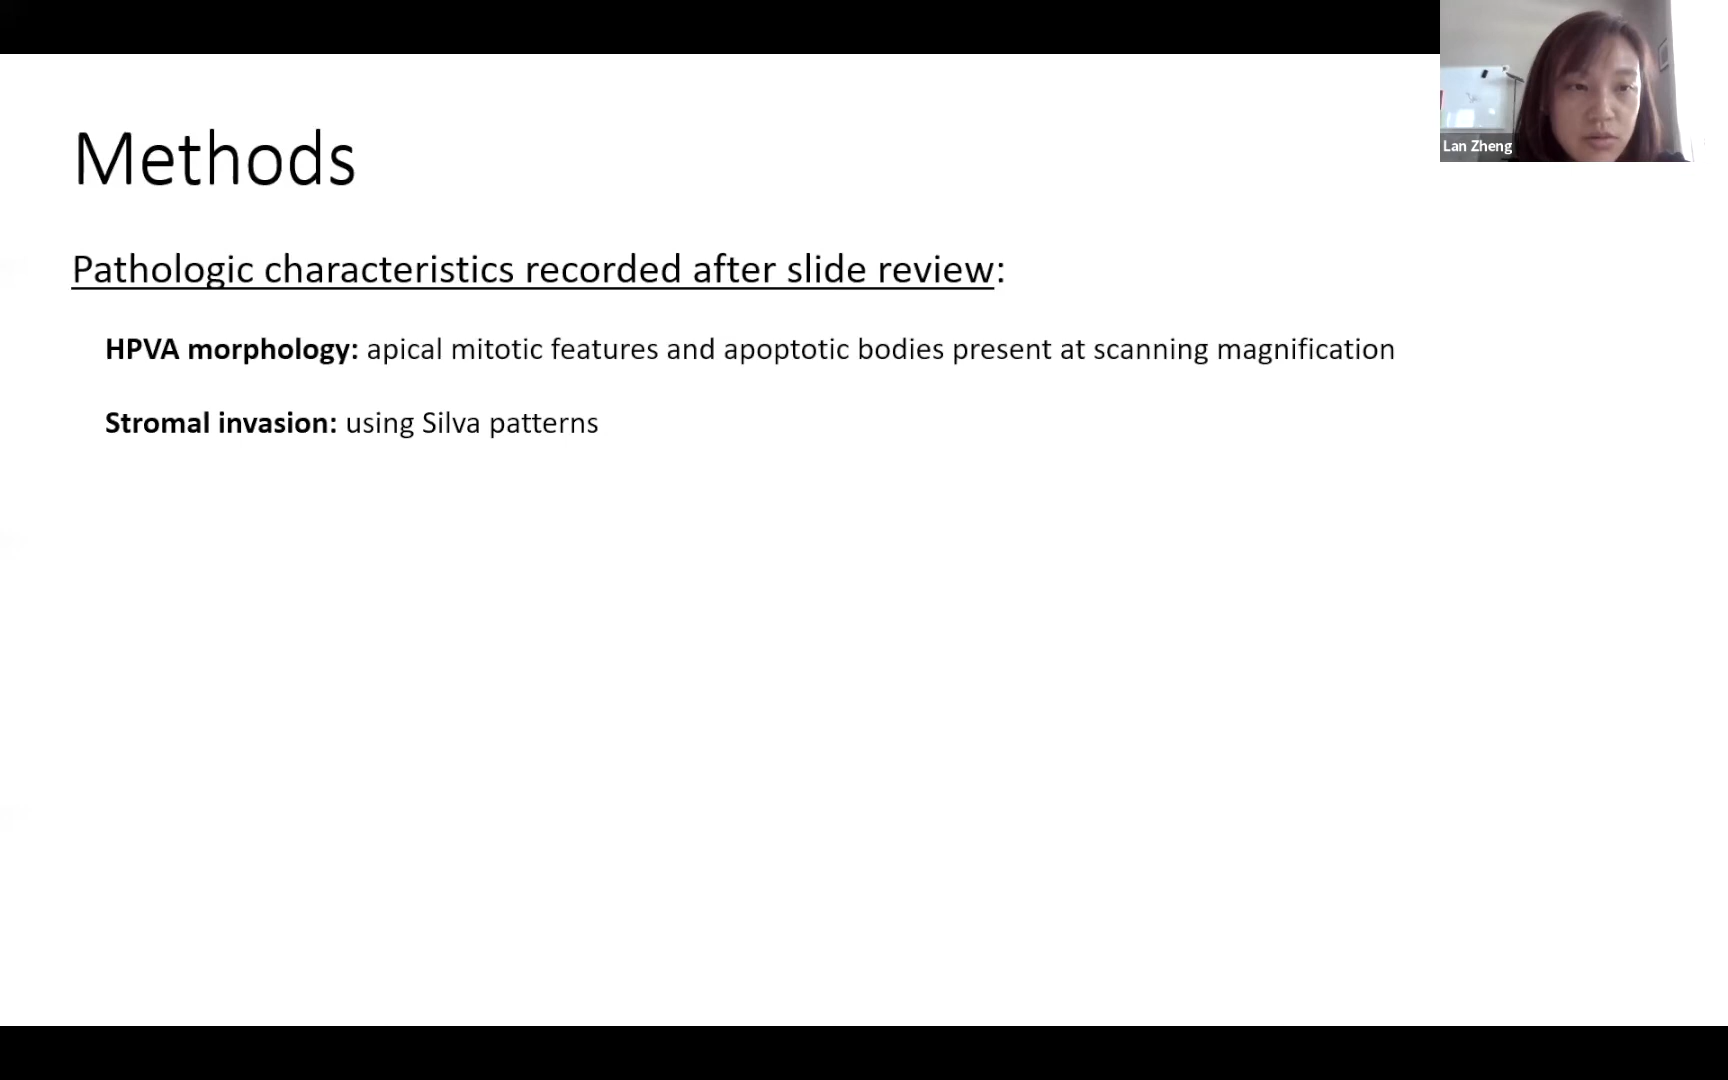 Methods
Pathologic characteristics recorded after slide review:
HPVA morphology: apical mitotic features and apoptotic bodies present at scanning magnification
Stromal invasion: using Silva patterns
Lan Zheng